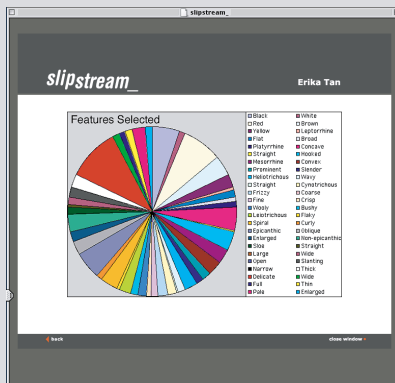 slipstream_
slipstream_
Erika Tan
Features Selected
Black White
Red Brown
Yellow Leptorrhine
Flat Broad
Platyrrhine Concave
Straight Hooked
Mesorrhine Convex
Prominent Slender
Heliotrichous Wavy
Straight Cynotrichous
Frizzy Coarse
Fine Crisp
Wooly Bushy
Leiotrichous Flaky
Spiral Curly
Epicanthic Oblique
Enlarged Non-epicanthic
Sloe Straight
Large Wide
Open Slanting
Narrow Thick
Delicate Wide
Full Thin
Pale Enlarged
back
close window